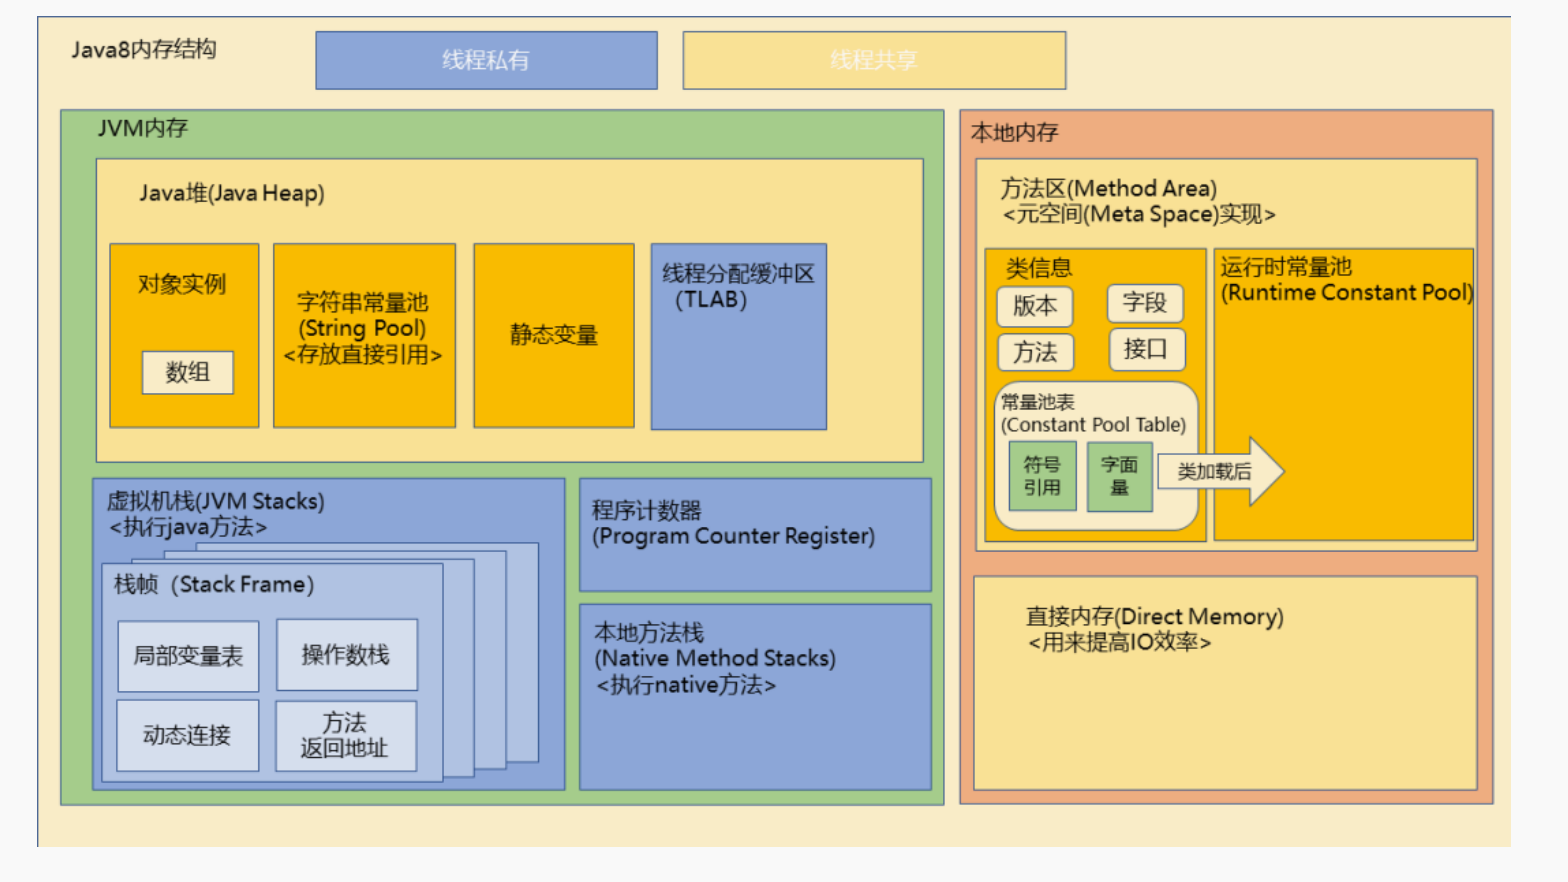 Java8内存结构
线程私有
线程共享
JVM内存
Java堆(Java Heap)
对象实例
数组
字符串常量池
(String Pool)
<存放直接引用>
静态变量
线程分配缓冲区
(TLAB)
虚拟机栈(JVM Stacks)
<执行java方法>
栈帧（Stack Frame）
局部变量表
操作数栈
动态连接
方法
返回地址
程序计数器
(Program Counter Register)
本地方法栈
(Native Method Stacks)
<执行native方法>
本地内存
方法区(Method Area)
<元空间(Meta Space)实现>
类信息
版本
字段
方法
接口
常量池表
(Constant Pool Table)
符号
引用
字面
量
类加载后
运行时常量池
(Runtime Constant Pool)
直接内存(Direct Memory)
<用来提高IO效率>